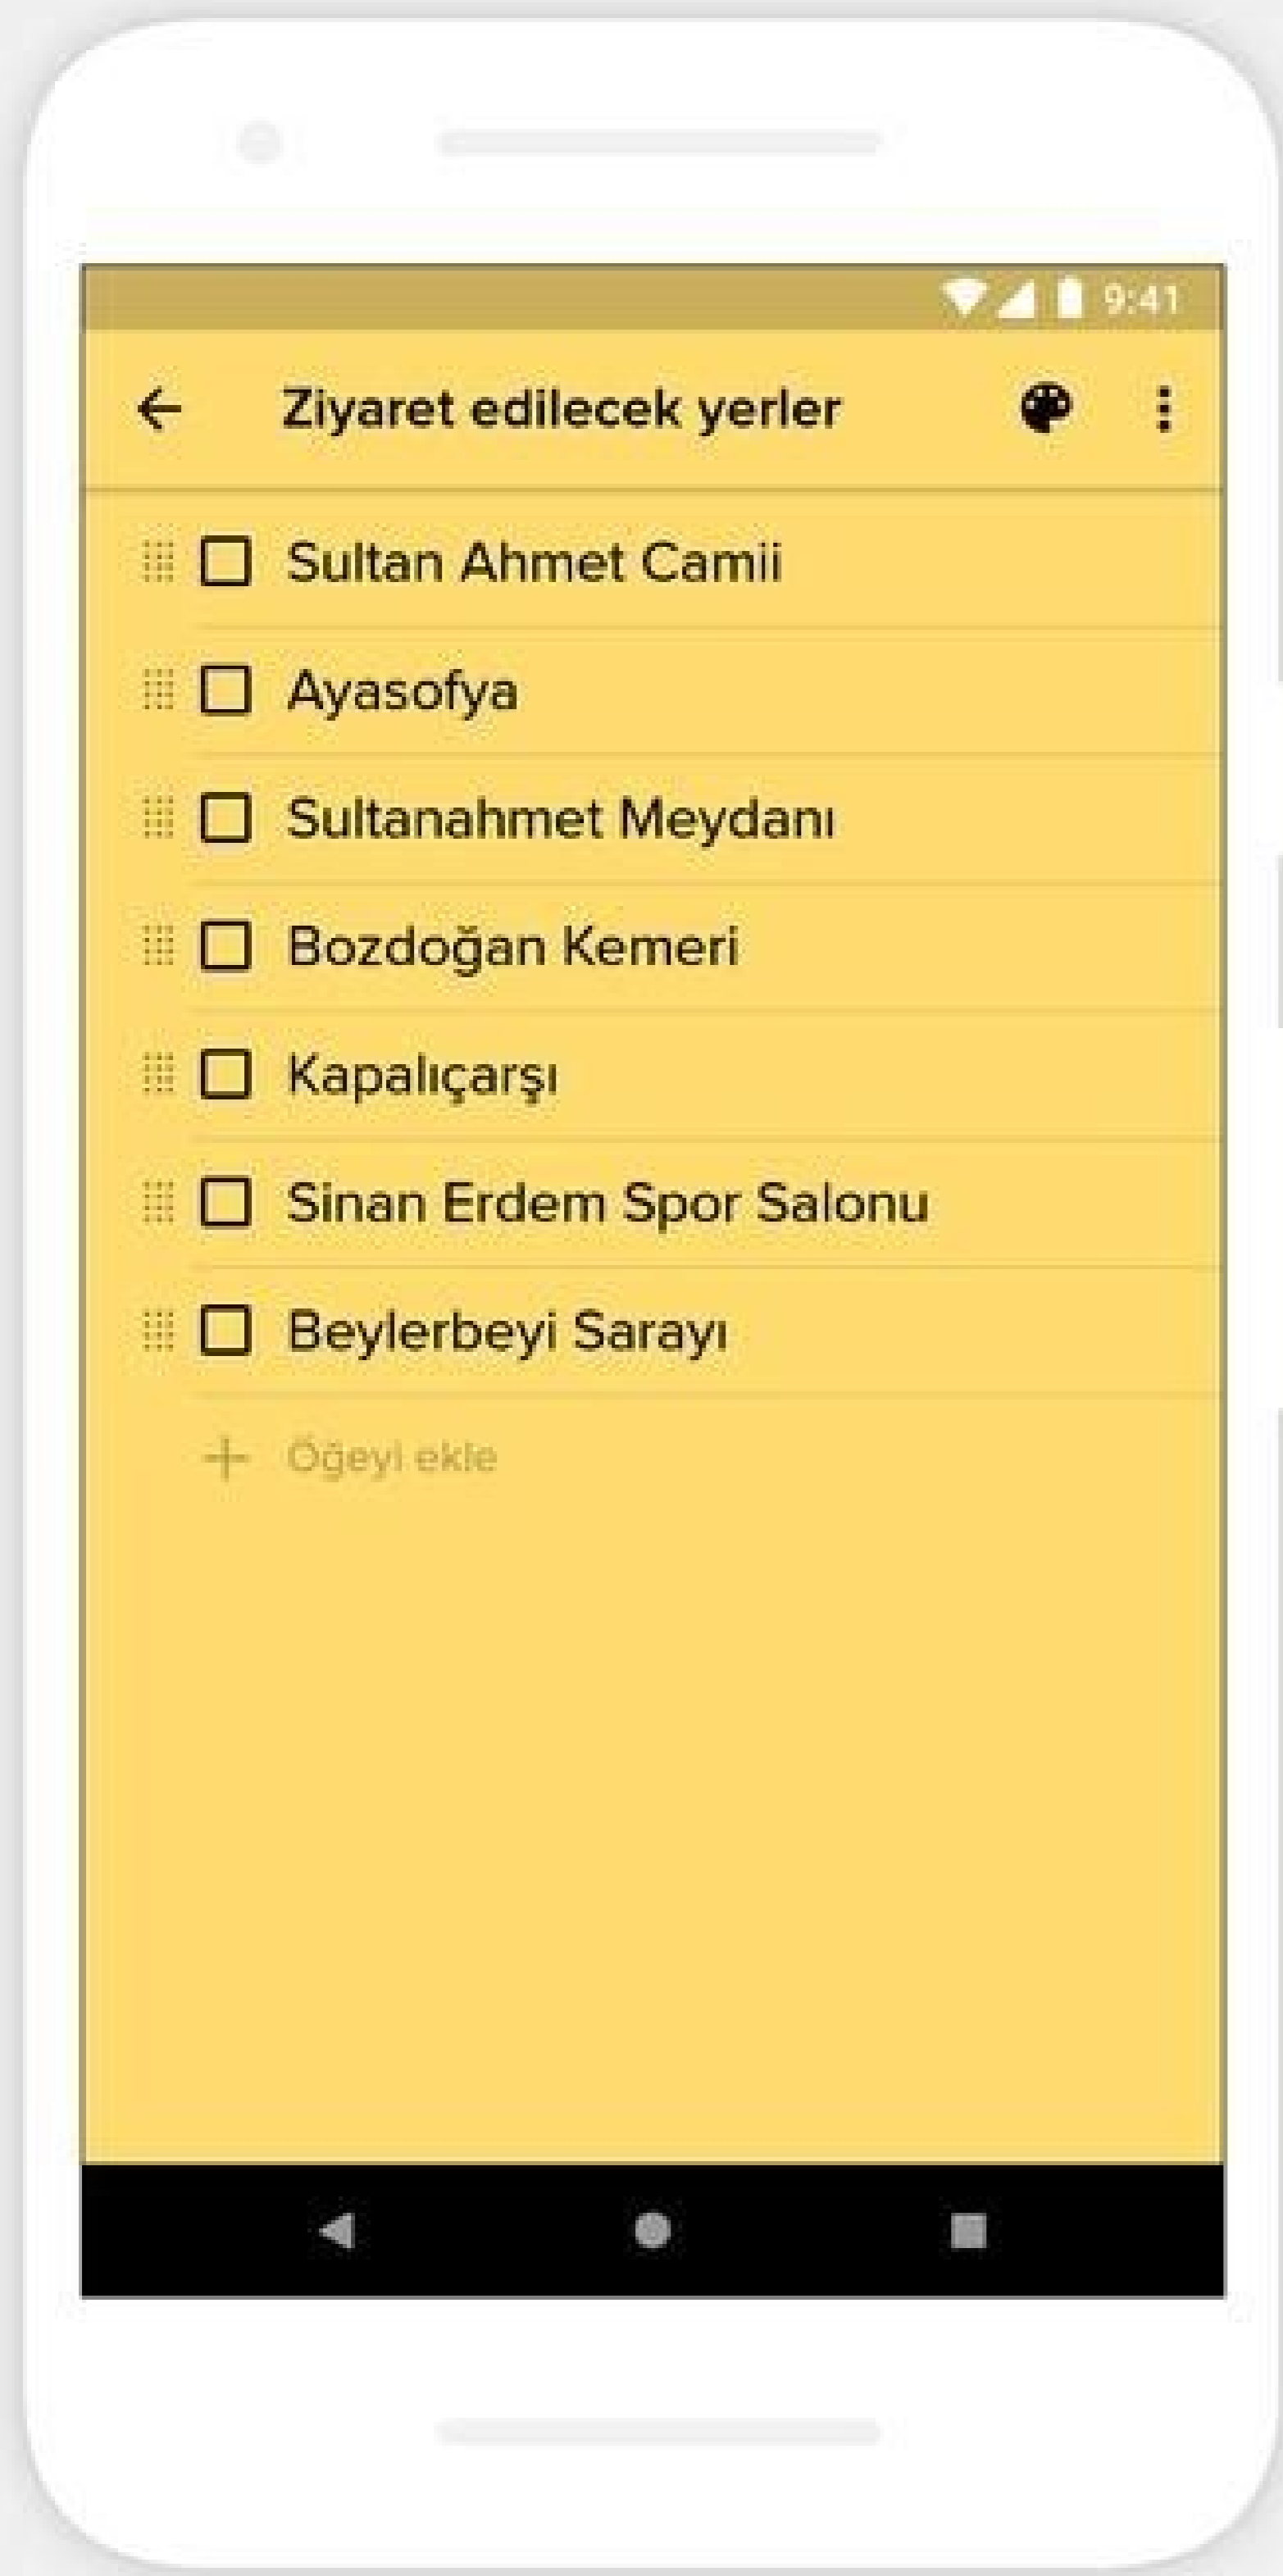 9:41
Ziyaret edilecek yerler
Sultan Ahmet Camii
Ayasofya
Sultanahmet Meydanı
Bozdoğan Kemeri
Kapalıçarşı
Sinan Erdem Spor Salonu
Beylerbeyi Sarayı
Öğeyi ekle